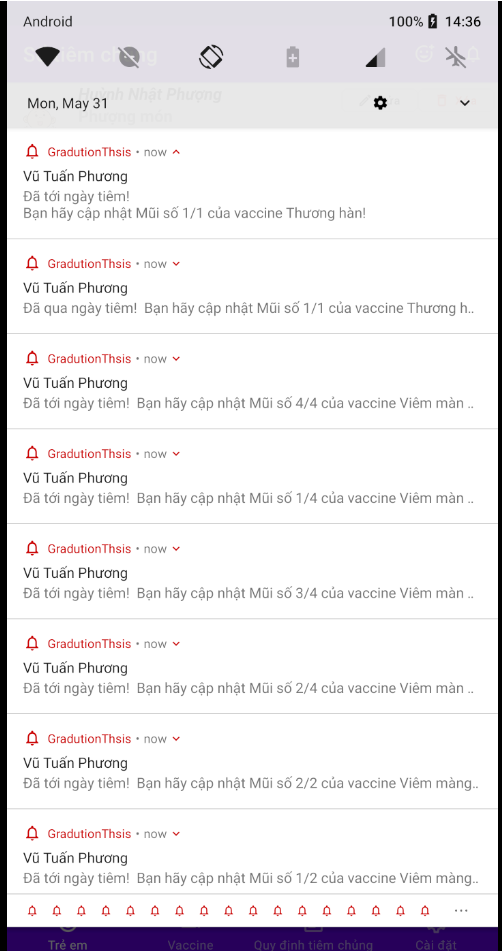 Android
100% 14:36
Sổ tiêm chủng
Huỳnh Nhật Phượng
Mon, May 31
GradutionThsis • now
Vũ Tuấn Phương
Đã tới ngày tiêm!
Bạn hãy cập nhật Mũi số 1/1 của vaccine Thương hàn!
GradutionThsis • now
Vũ Tuấn Phương
Đã qua ngày tiêm! Bạn hãy cập nhật Mũi số 1/1 của vaccine Thương h..
GradutionThsis • now
Vũ Tuấn Phương
Đã tới ngày tiêm! Bạn hãy cập nhật Mũi số 4/4 của vaccine Viêm màn ..
GradutionThsis • now
Vũ Tuấn Phương
Đã tới ngày tiêm! Bạn hãy cập nhật Mũi số 1/4 của vaccine Viêm màn ..
GradutionThsis • now
Vũ Tuấn Phương
Đã tới ngày tiêm! Bạn hãy cập nhật Mũi số 3/4 của vaccine Viêm màn ..
GradutionThsis • now
Vũ Tuấn Phương
Đã tới ngày tiêm! Bạn hãy cập nhật Mũi số 2/4 của vaccine Viêm màn ..
GradutionThsis • now
Vũ Tuấn Phương
Đã tới ngày tiêm! Bạn hãy cập nhật Mũi số 2/2 của vaccine Viêm màng..
GradutionThsis • now
Vũ Tuấn Phương
Đã tới ngày tiêm! Bạn hãy cập nhật Mũi số 1/2 của vaccine Viêm màng..
Trẻ em Vaccine Quy định tiêm chủng Cài đặt